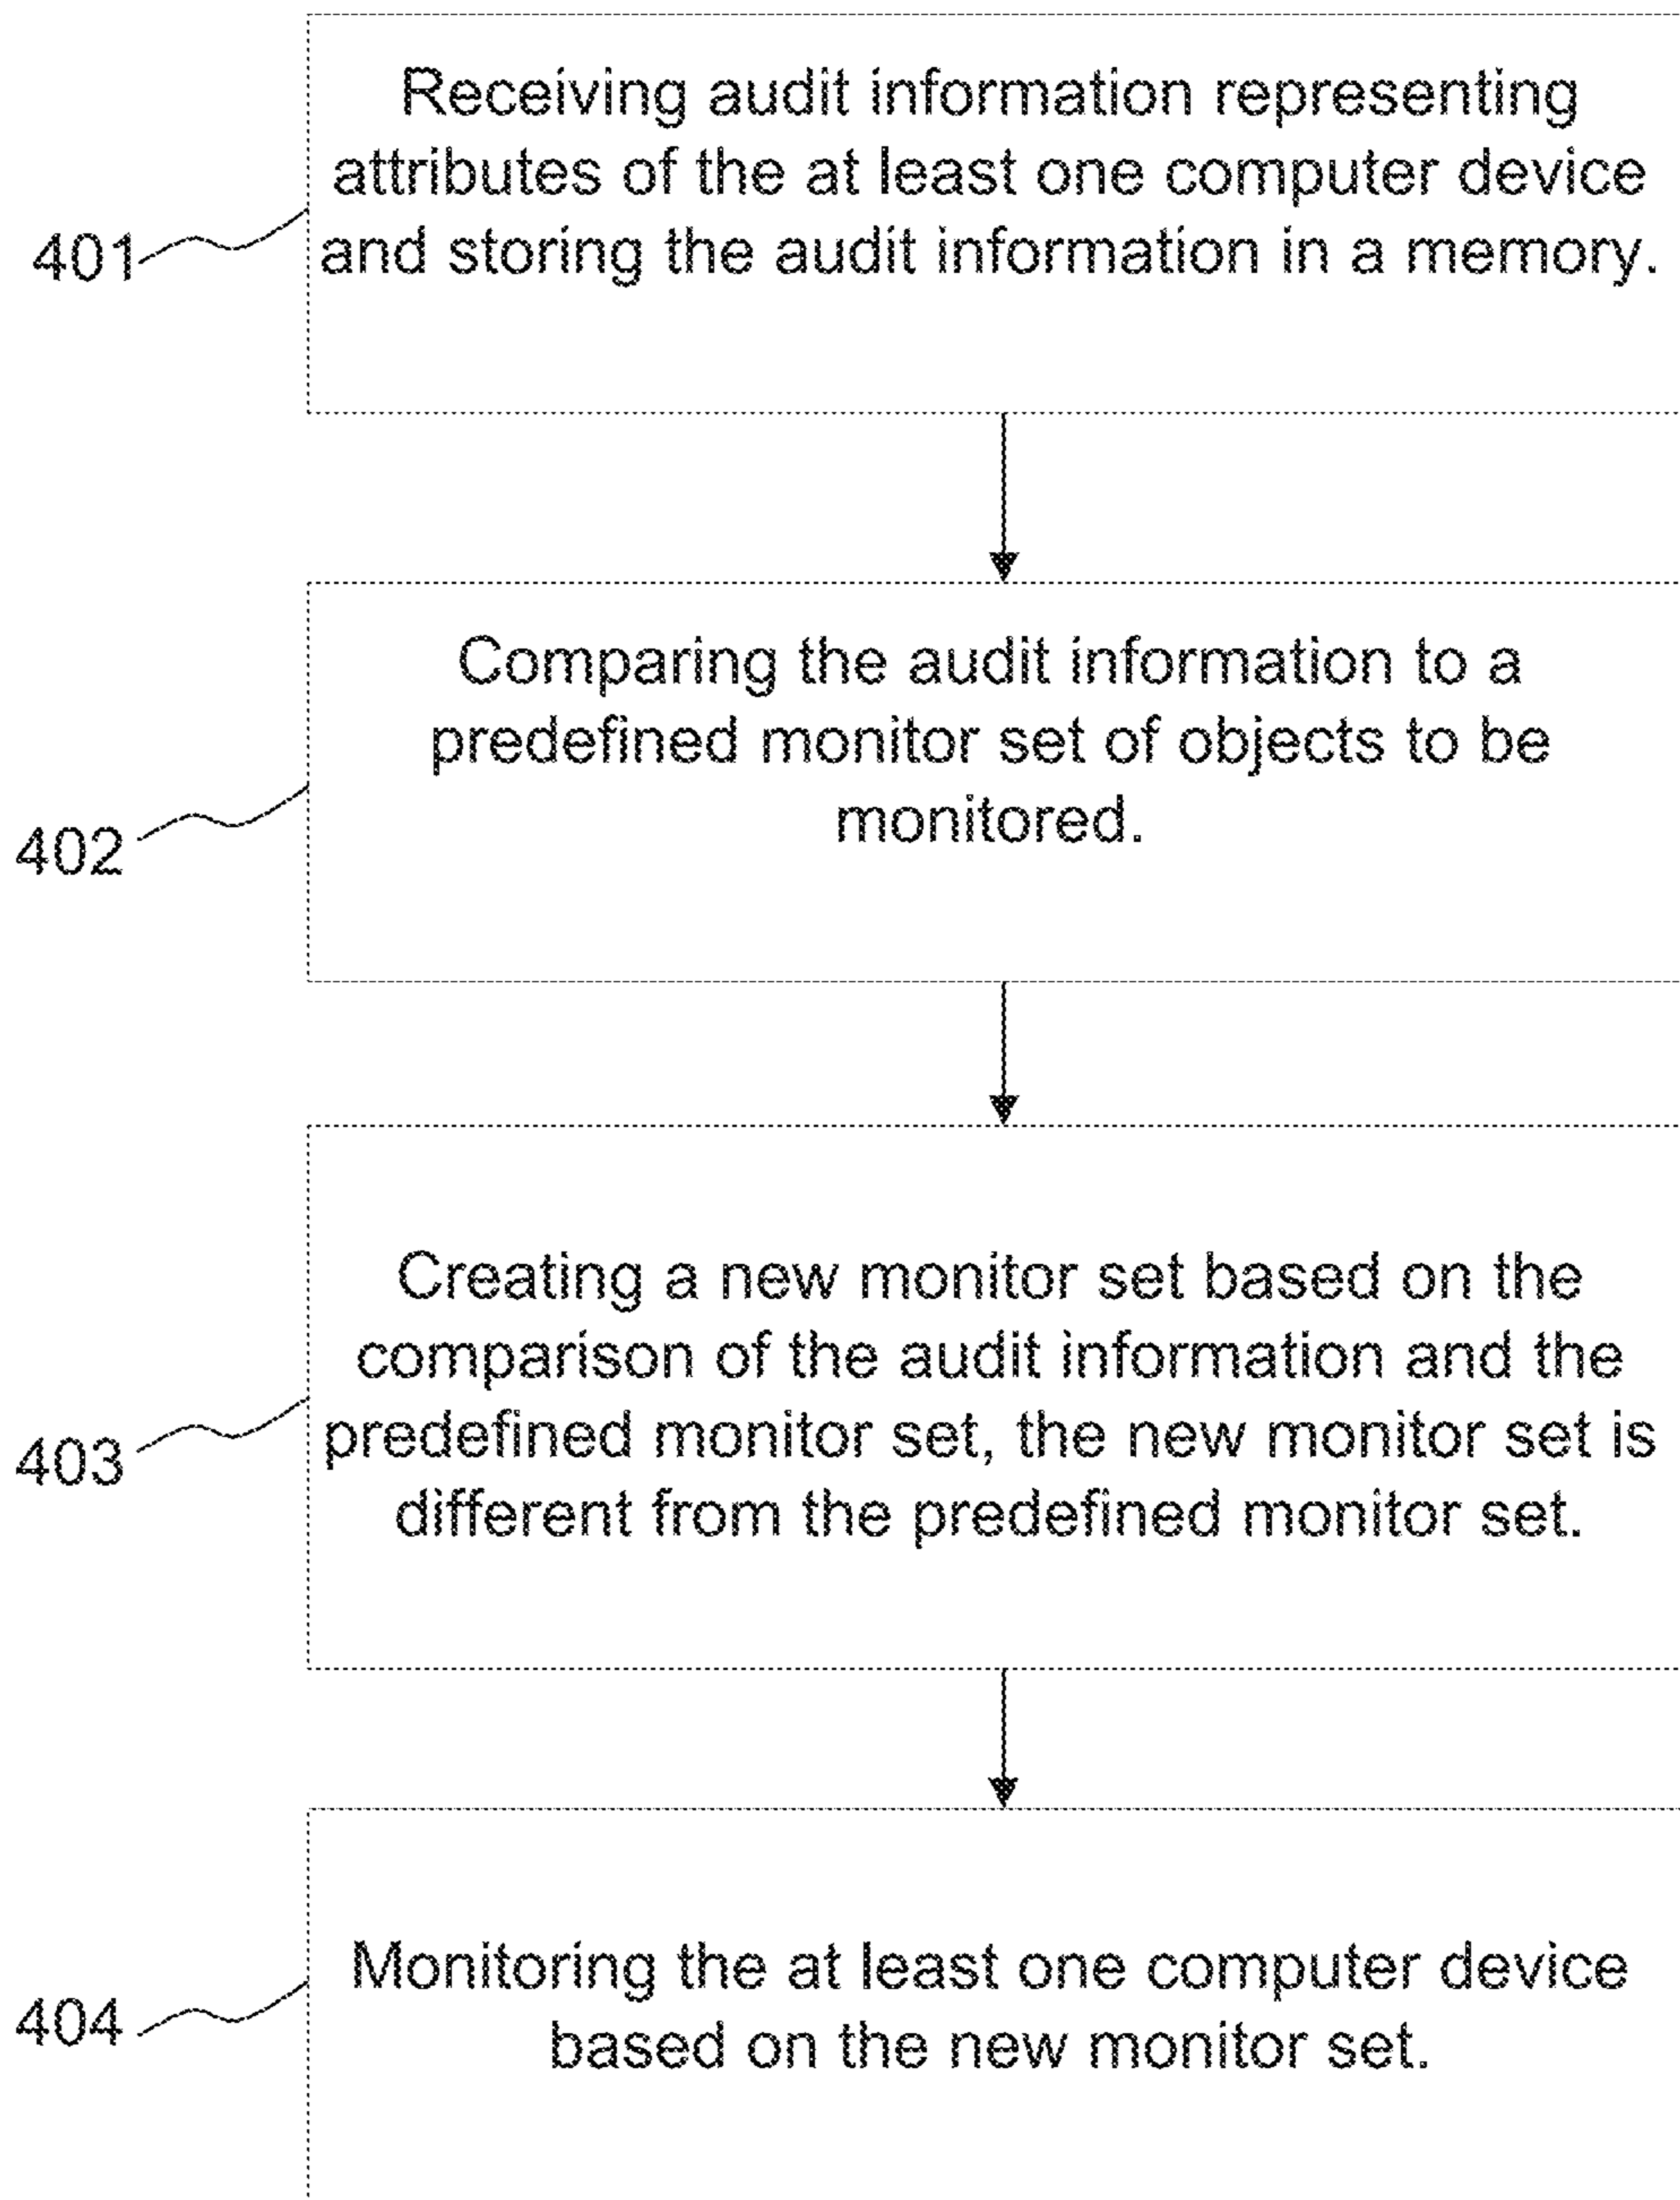 Receiving audit information representing
attributes of the at least one computer device
401
and storing the audit information in a memory.
Comparing the audit information to a
predefined monitor set of objects to be
monitored.
402
Creating a new monitor set based on the
comparison of the audit information and the
predefined monitor set, the new monitor set is
403
different from the predefined monitor set.
Monitoring the at least one computer device
404
based on the new monitor set.